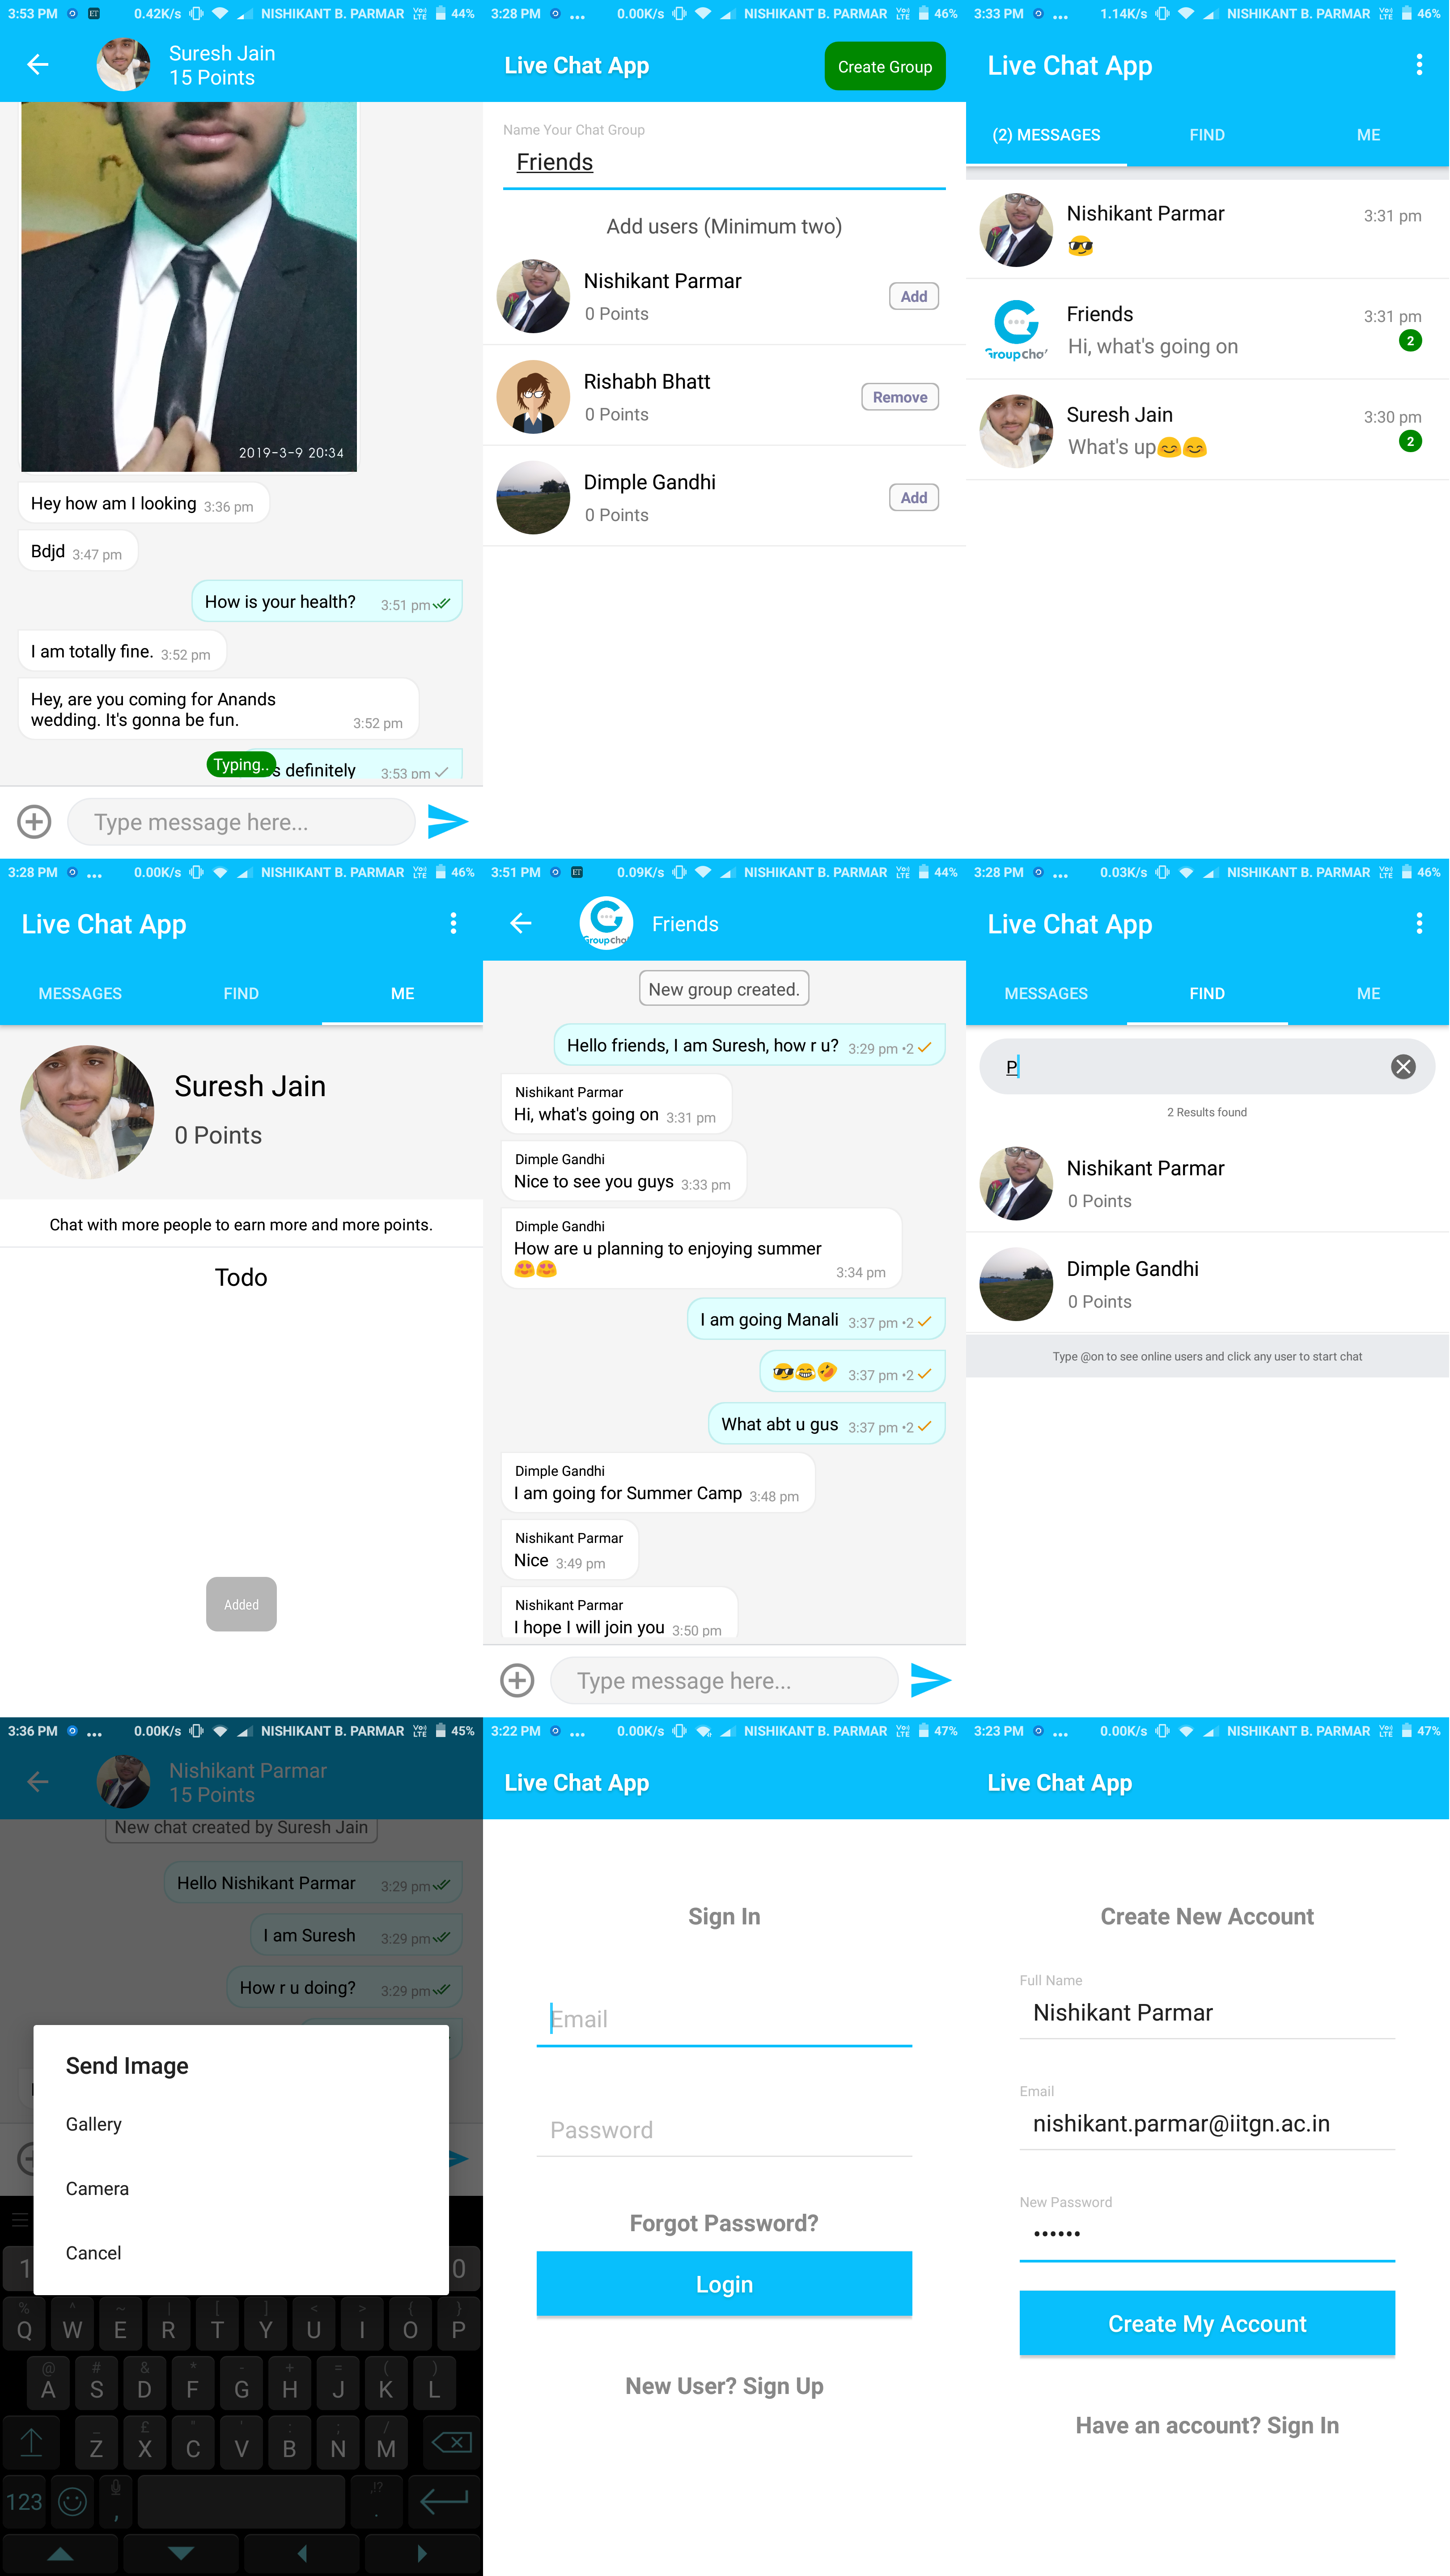 3:53 PM ... 0.42K/s NISHIKANT B. PARMAR VoLTE 44%
Suresh Jain
15 Points
2019-3-9 20:34
Hey how am I looking 3:36 pm
Bdjd 3:47 pm
How is your health? 3:51 pm
I am totally fine. 3:52 pm
Hey, are you coming for Anands
wedding. It's gonna be fun. 3:52 pm
Typing..
s definitely 3:53 pm
Type message here...
3:28 PM ... 0.00K/s NISHIKANT B. PARMAR VoLTE 46%
Live Chat App
Create Group
Name Your Chat Group
Friends
Add users (Minimum two)
Nishikant Parmar
0 Points
Add
Rishabh Bhatt
0 Points
Remove
Dimple Gandhi
0 Points
Add
3:33 PM ... 1.14K/s NISHIKANT B. PARMAR VoLTE 46%
Live Chat App
(2) MESSAGES FIND ME
Nishikant Parmar 3:31 pm
😎
Groupcha
Friends 3:31 pm
Hi, what's going on 2
Suresh Jain 3:30 pm
What's up😊😊 2
3:28 PM ... 0.00K/s NISHIKANT B. PARMAR VoLTE 46%
Live Chat App
MESSAGES FIND ME
Suresh Jain
0 Points
Chat with more people to earn more and more points.
Todo
Added
3:51 PM ET 0.09K/s NISHIKANT B. PARMAR VoLTE 44%
Groupcha
Friends
New group created.
Hello friends, I am Suresh, how r u? 3:29 pm •2
Nishikant Parmar
Hi, what's going on 3:31 pm
Dimple Gandhi
Nice to see you guys 3:33 pm
Dimple Gandhi
How are u planning to enjoying summer
😍😍 3:34 pm
I am going Manali 3:37 pm •2
😎😂🤣 3:37 pm •2
What abt u gus 3:37 pm •2
Dimple Gandhi
I am going for Summer Camp 3:48 pm
Nishikant Parmar
Nice 3:49 pm
Nishikant Parmar
I hope I will join you 3:50 pm
Type message here...
3:28 PM ... 0.03K/s NISHIKANT B. PARMAR VoLTE 46%
Live Chat App
MESSAGES FIND ME
P
2 Results found
Nishikant Parmar
0 Points
Dimple Gandhi
0 Points
Type @on to see online users and click any user to start chat
3:36 PM ... 0.00K/s NISHIKANT B. PARMAR VoLTE 45%
Nishikant Parmar
15 Points
New chat created by Suresh Jain
Hello Nishikant Parmar 3:29 pm
I am Suresh 3:29 pm
How r u doing? 3:29 pm
Send Image
Gallery
Camera
Cancel
1 0
% ^ ~ | [ ] < > { }
Q W E R T Y U I O P
@ # & * - + = ( )
A S D F G H J K L
_ £ " ' : ; /
Z X C V B N M
123 , ,!? .
3:22 PM ... 0.00K/s NISHIKANT B. PARMAR VoLTE 47%
Live Chat App
Sign In
Email
Password
Forgot Password?
Login
New User? Sign Up
3:23 PM ... 0.00K/s NISHIKANT B. PARMAR VoLTE 47%
Live Chat App
Create New Account
Full Name
Nishikant Parmar
Email
nishikant.parmar@iitgn.ac.in
New Password
••••••
Create My Account
Have an account? Sign In